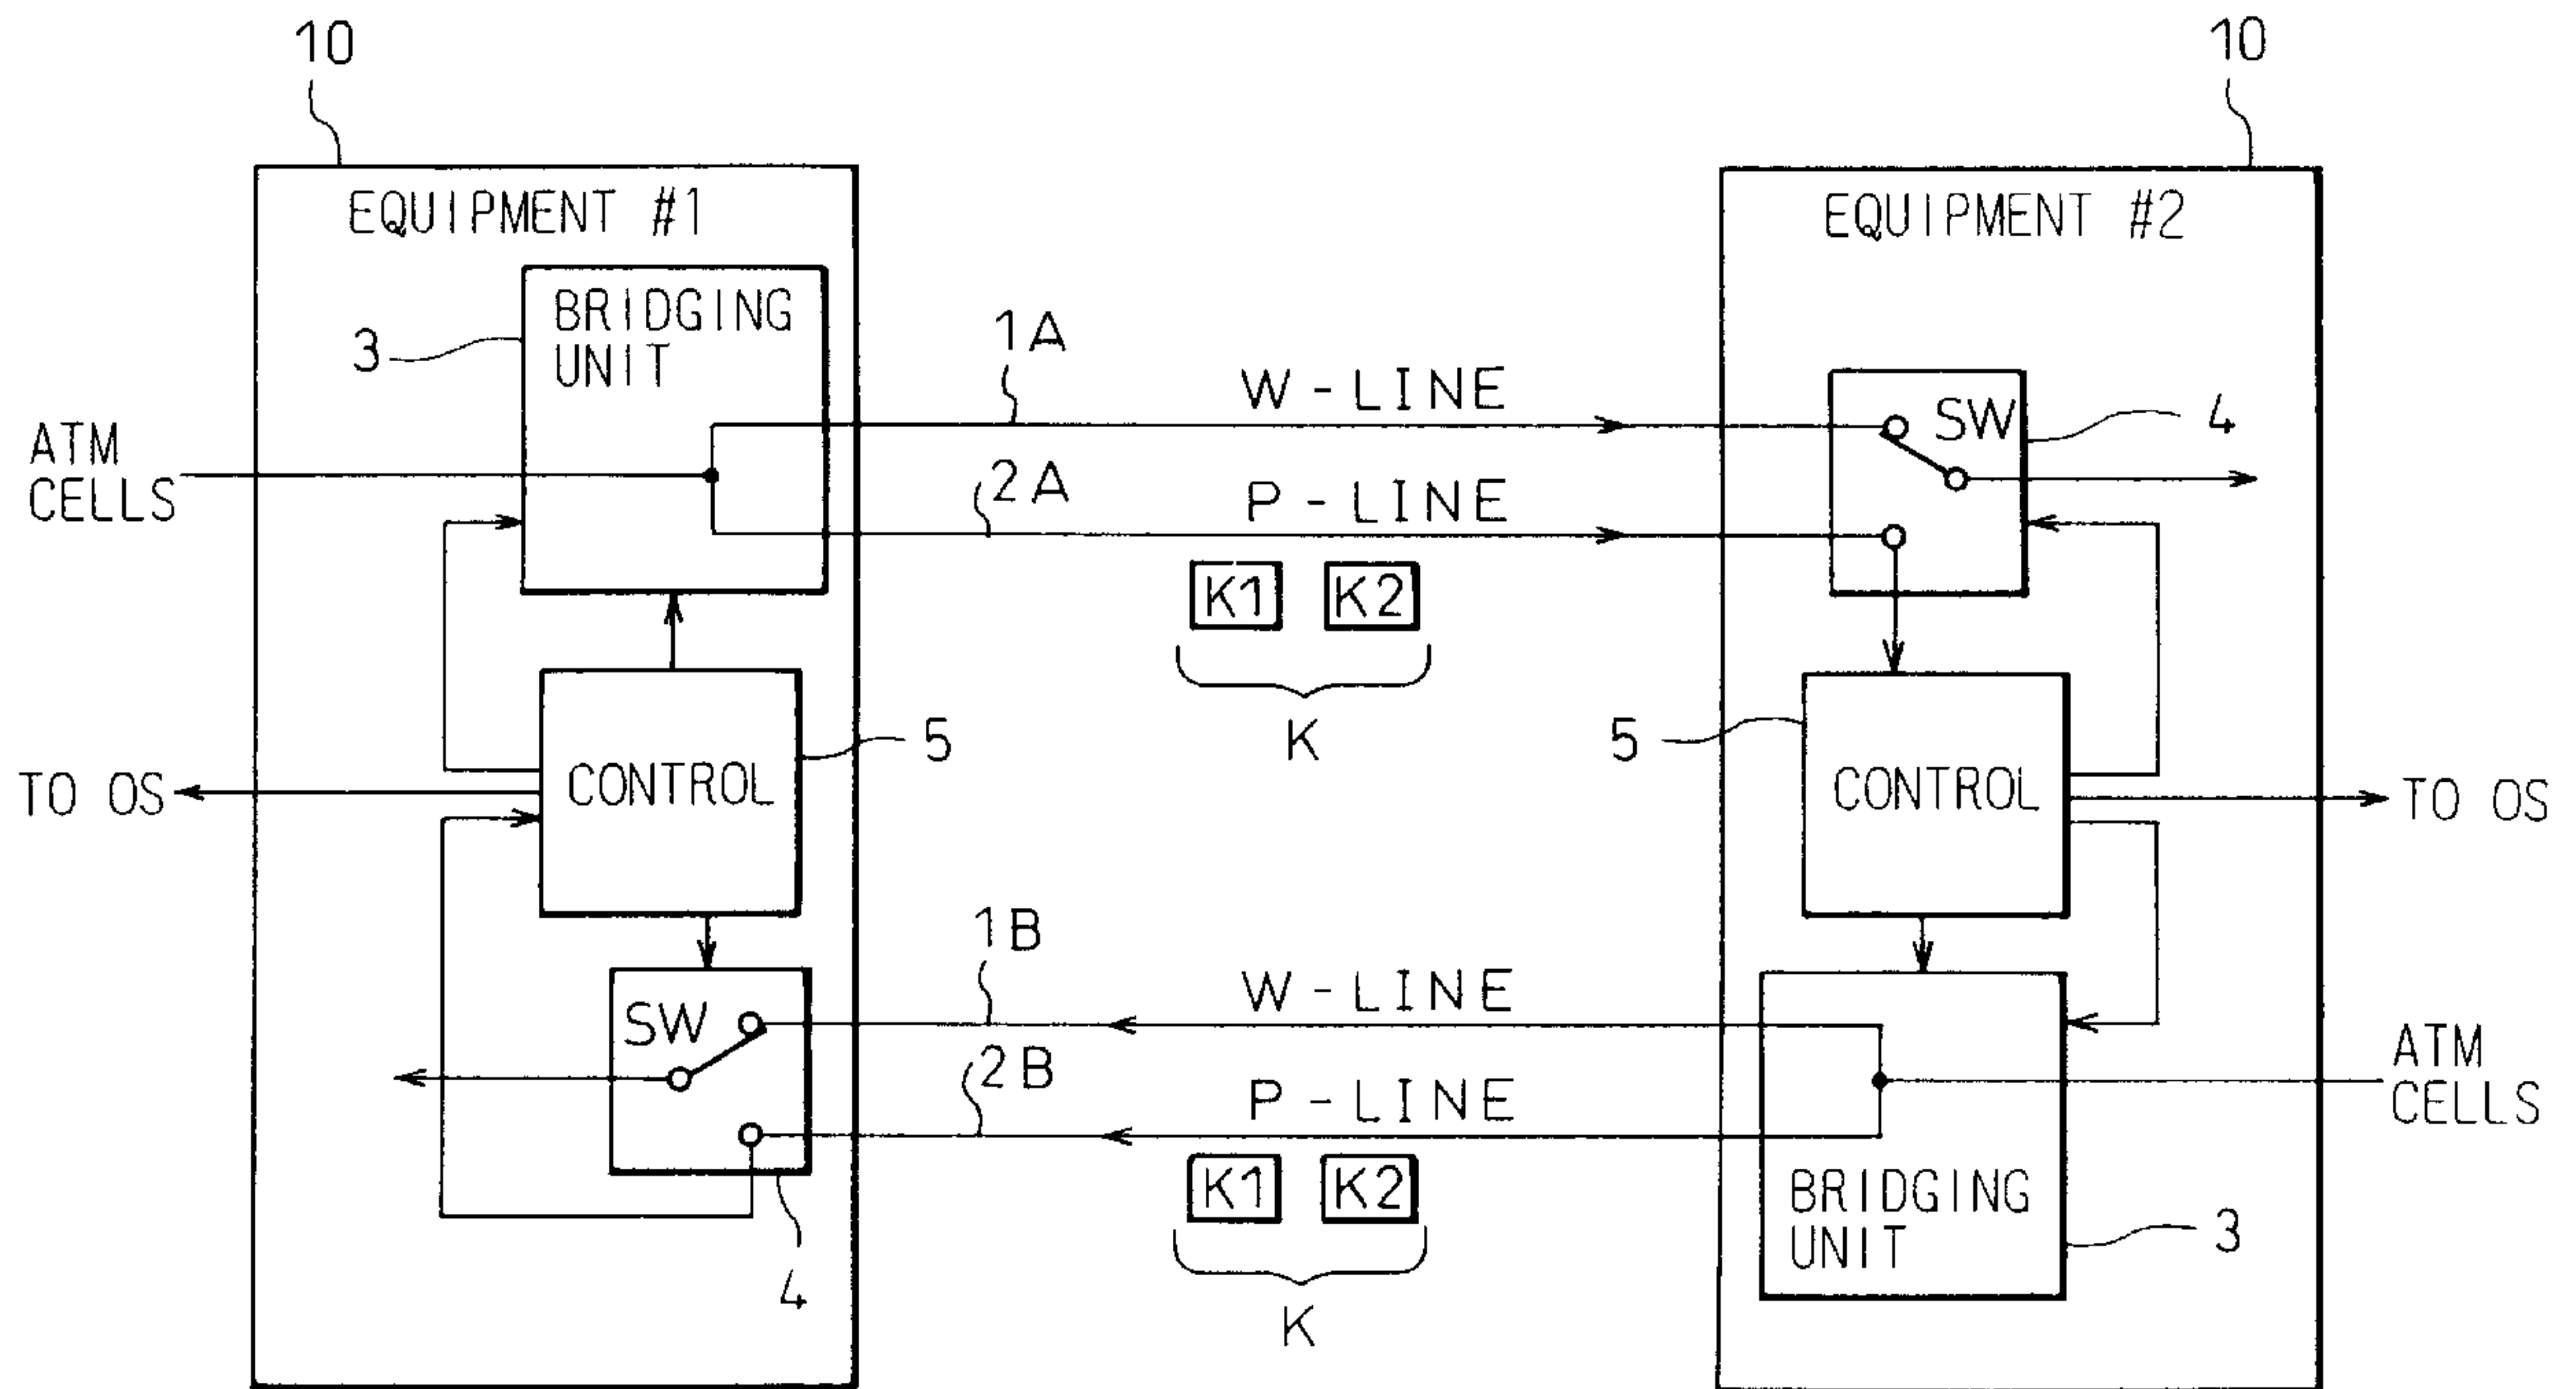 10
10
EQUIPMENT #1
EQUIPMENT #2
BRIDGING
UNIT
3
1A
W-LINE
SW
4
ATM
CELLS
2A
P-LINE
K1 K2
K
5
CONTROL
TO OS
5
CONTROL
TO OS
1B
W-LINE
SW
2B
P-LINE
ATM
CELLS
K1 K2
K
4
BRIDGING
UNIT
3